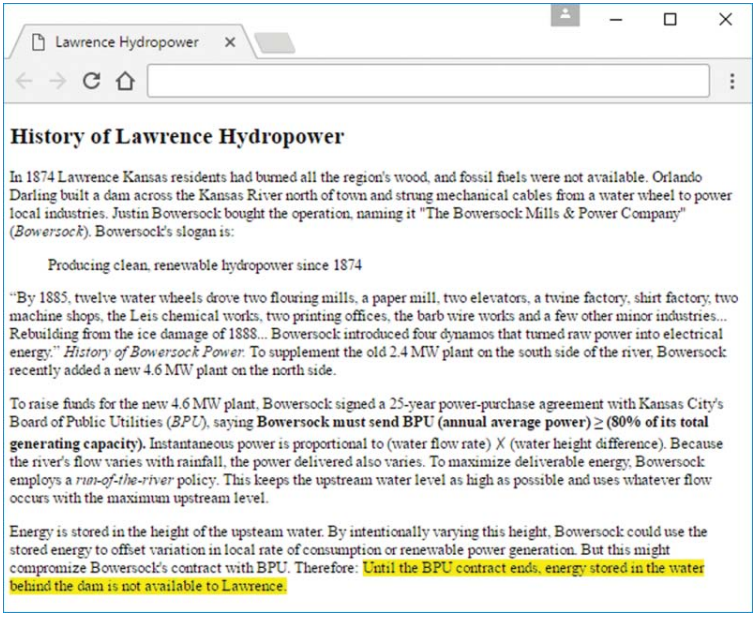 Lawrence Hydropower
History of Lawrence Hydropower
In 1874 Lawrence Kansas residents had burned all the region's wood, and fossil fuels were not available. Orlando
Darling built a dam across the Kansas River north of town and strung mechanical cables from a water wheel to power
local industries. Justin Bowersock bought the operation, naming it "The Bowersock Mills & Power Company"
(Bowersock). Bowersock's slogan is:
Producing clean, renewable hydropower since 1874
“By 1885, twelve water wheels drove two flouring mills, a paper mill, two elevators, a twine factory, shirt factory, two
machine shops, the Leis chemical works, two printing offices, the barb wire works and a few other minor industries...
Rebuilding from the ice damage of 1888... Bowersock introduced four dynamos that turned raw power into electrical
energy.” History of Bowersock Power. To supplement the old 2.4 MW plant on the south side of the river, Bowersock
recently added a new 4.6 MW plant on the north side.
To raise funds for the new 4.6 MW plant, Bowersock signed a 25-year power-purchase agreement with Kansas City's
Board of Public Utilities (BPU), saying Bowersock must send BPU (annual average power) ≥ (80% of its total
generating capacity). Instantaneous power is proportional to (water flow rate) X (water height difference). Because
the river's flow varies with rainfall, the power delivered also varies. To maximize deliverable energy, Bowersock
employs a run-of-the-river policy. This keeps the upstream water level as high as possible and uses whatever flow
occurs with the maximum upstream level.
Energy is stored in the height of the upsteam water. By intentionally varying this height, Bowersock could use the
stored energy to offset variation in local rate of consumption or renewable power generation. But this might
compromise Bowersock's contract with BPU. Therefore: Until the BPU contract ends, energy stored in the water
behind the dam is not available to Lawrence.